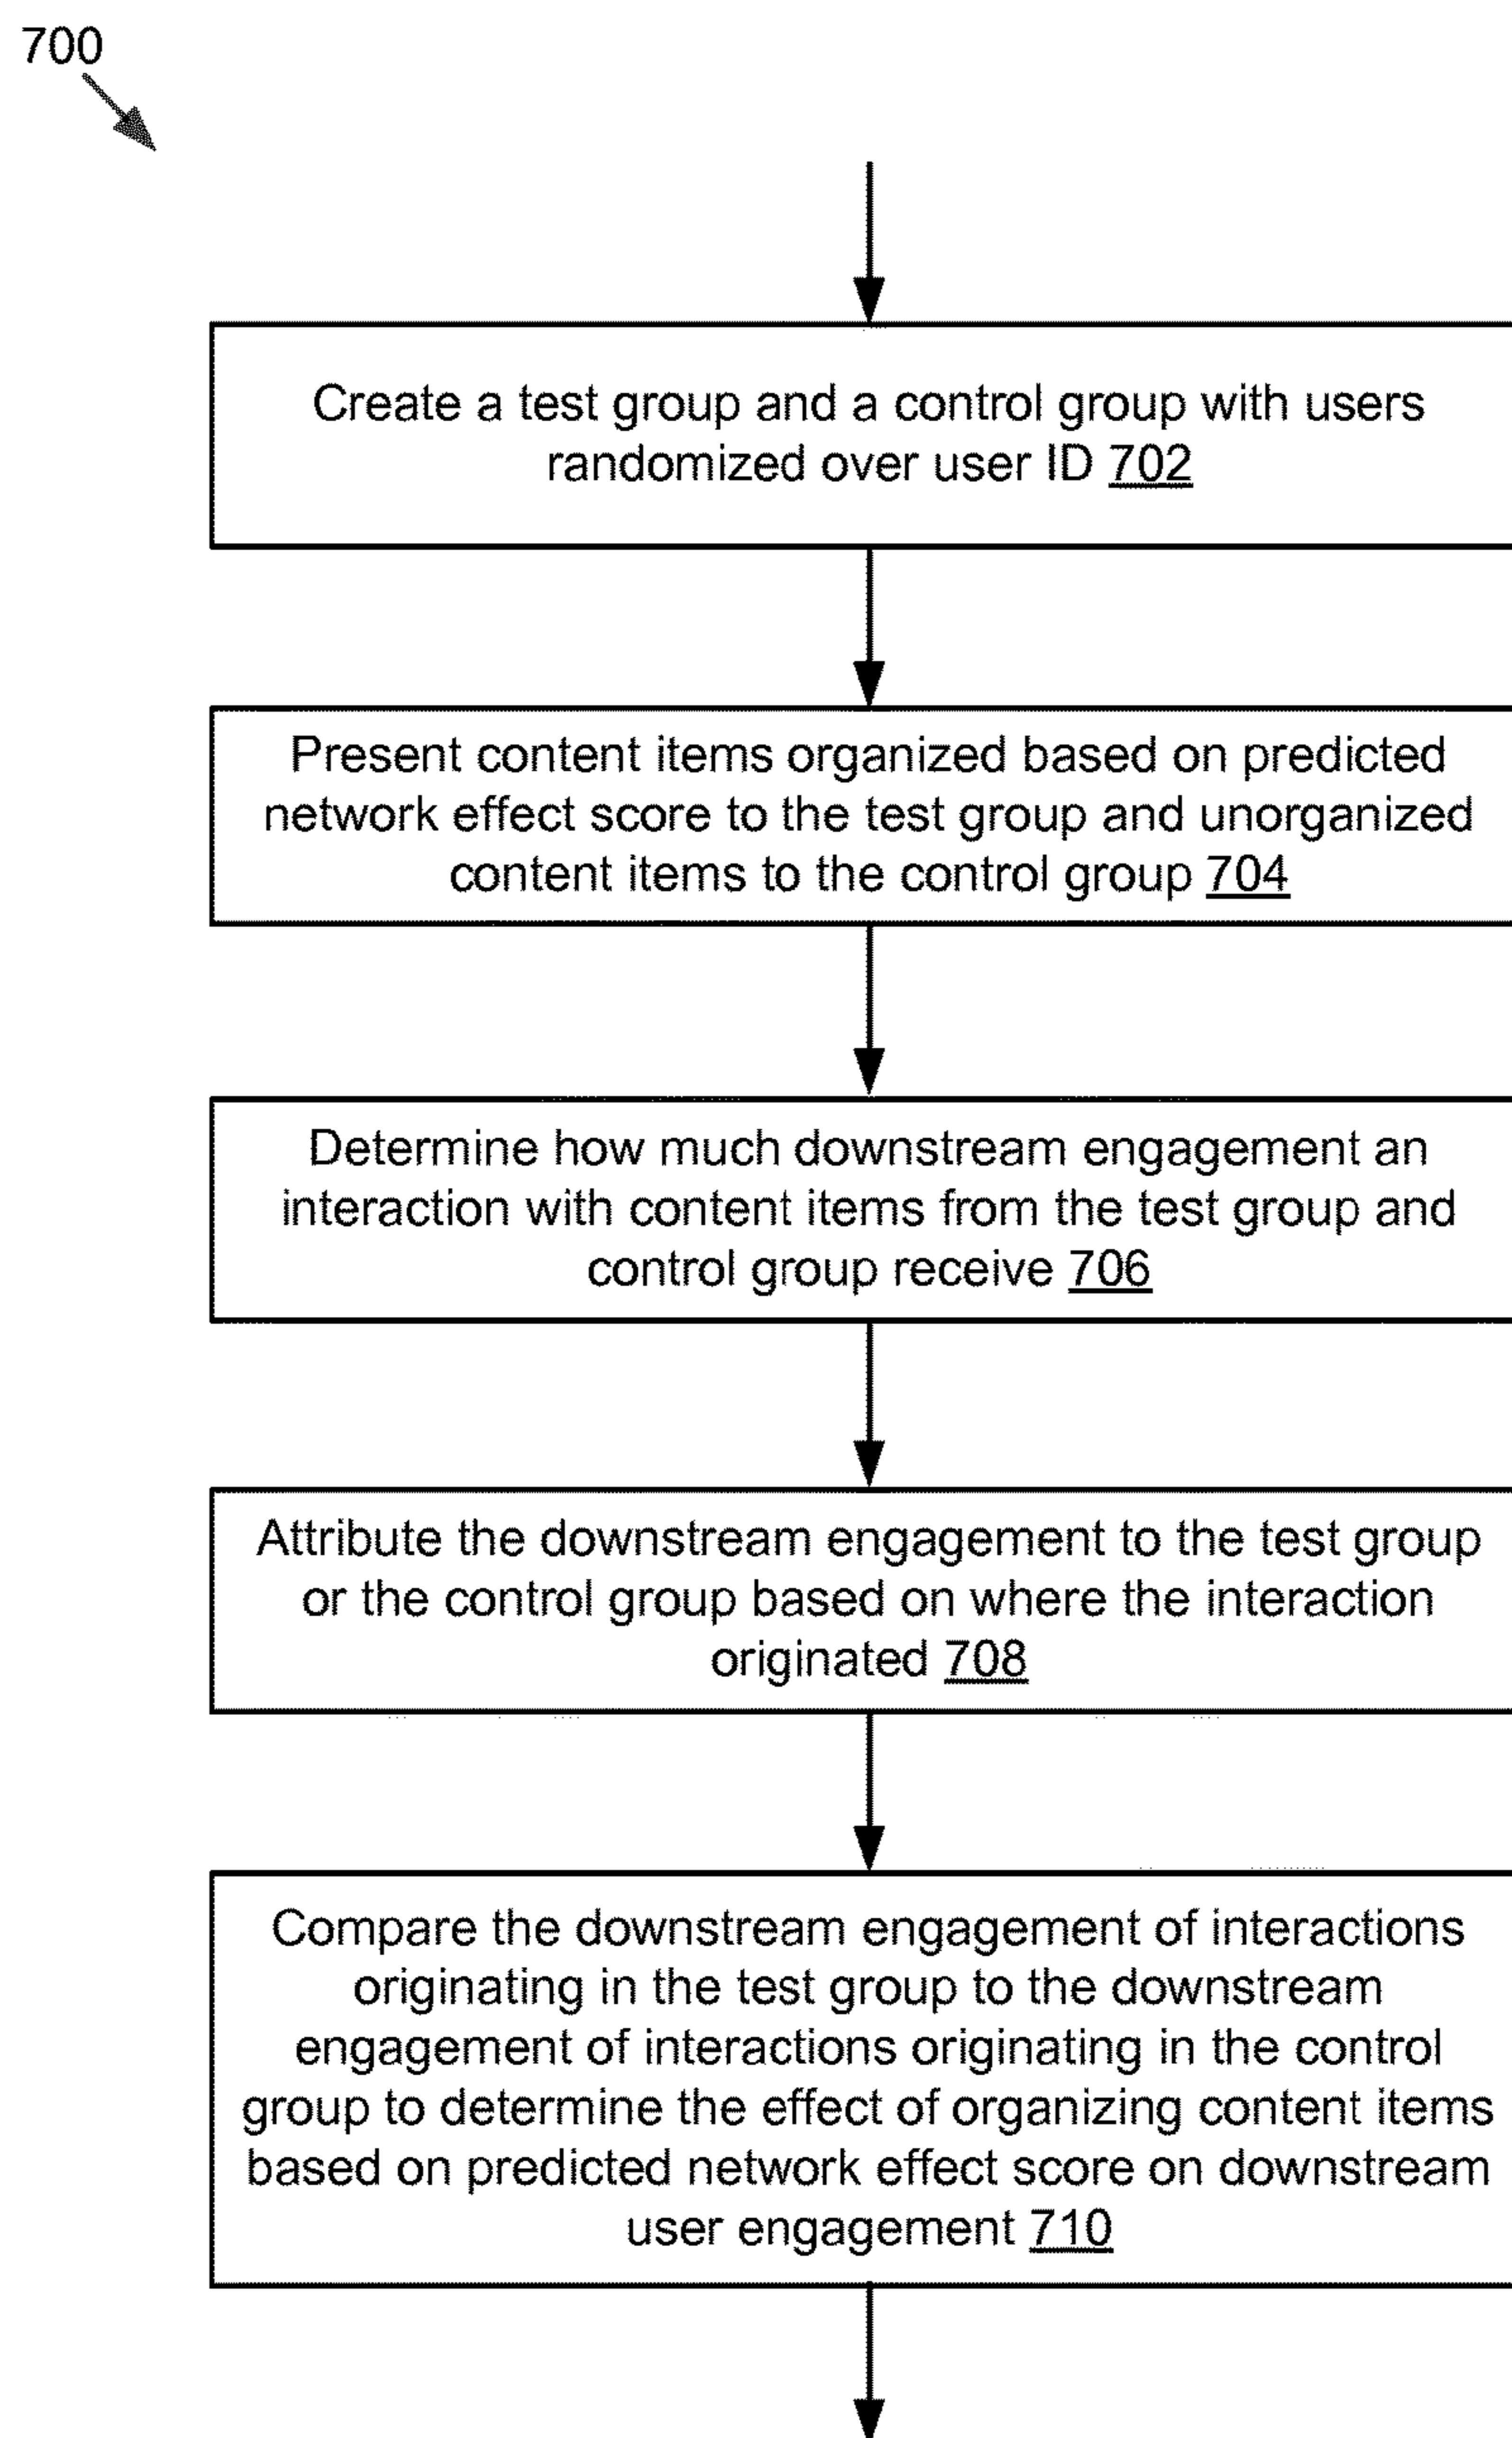 700
Create a test group and a control group with users
randomized over user ID 702
Present content items organized based on predicted
network effect score to the test group and unorganized
content items to the control group 704
Determine how much downstream engagement an
interaction with content items from the test group and
control group receive 706
Attribute the downstream engagement to the test group
or the control group based on where the interaction
originated 708
Compare the downstream engagement of interactions
originating in the test group to the downstream
engagement of interactions originating in the control
group to determine the effect of organizing content items
based on predicted network effect score on downstream
user engagement 710